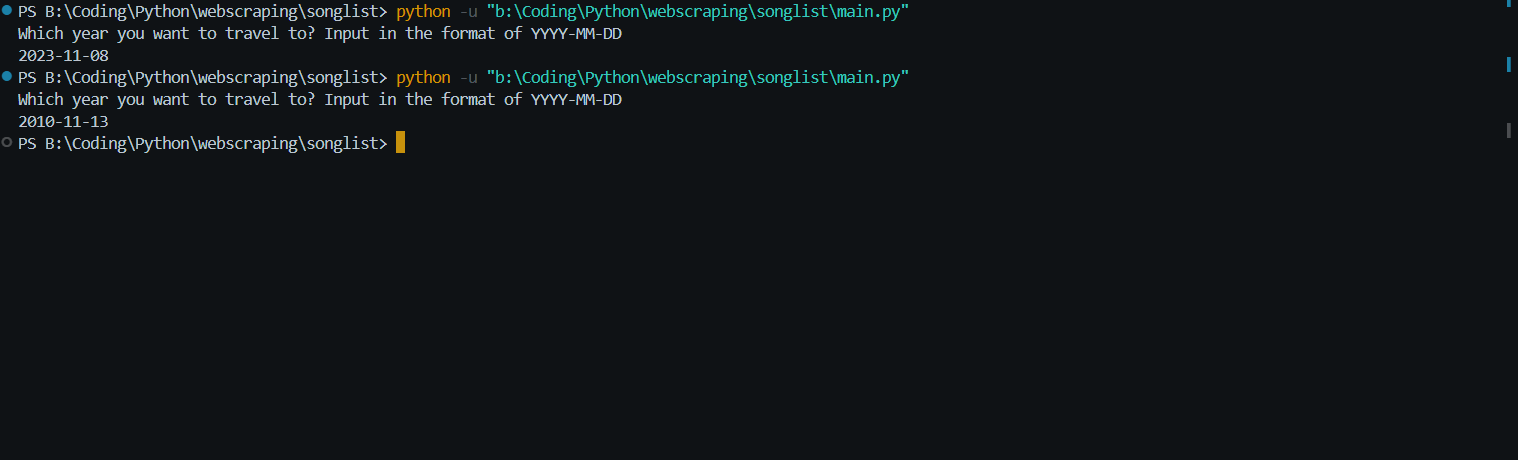 PS B:\Coding\Python\webscraping\songlist> python -u "b:\Coding\Python\webscraping\songlist\main.py"
Which year you want to travel to? Input in the format of YYYY-MM-DD
2023-11-08
PS B:\Coding\Python\webscraping\songlist> python -u "b:\Coding\Python\webscraping\songlist\main.py"
Which year you want to travel to? Input in the format of YYYY-MM-DD
2010-11-13
PS B:\Coding\Python\webscraping\songlist>